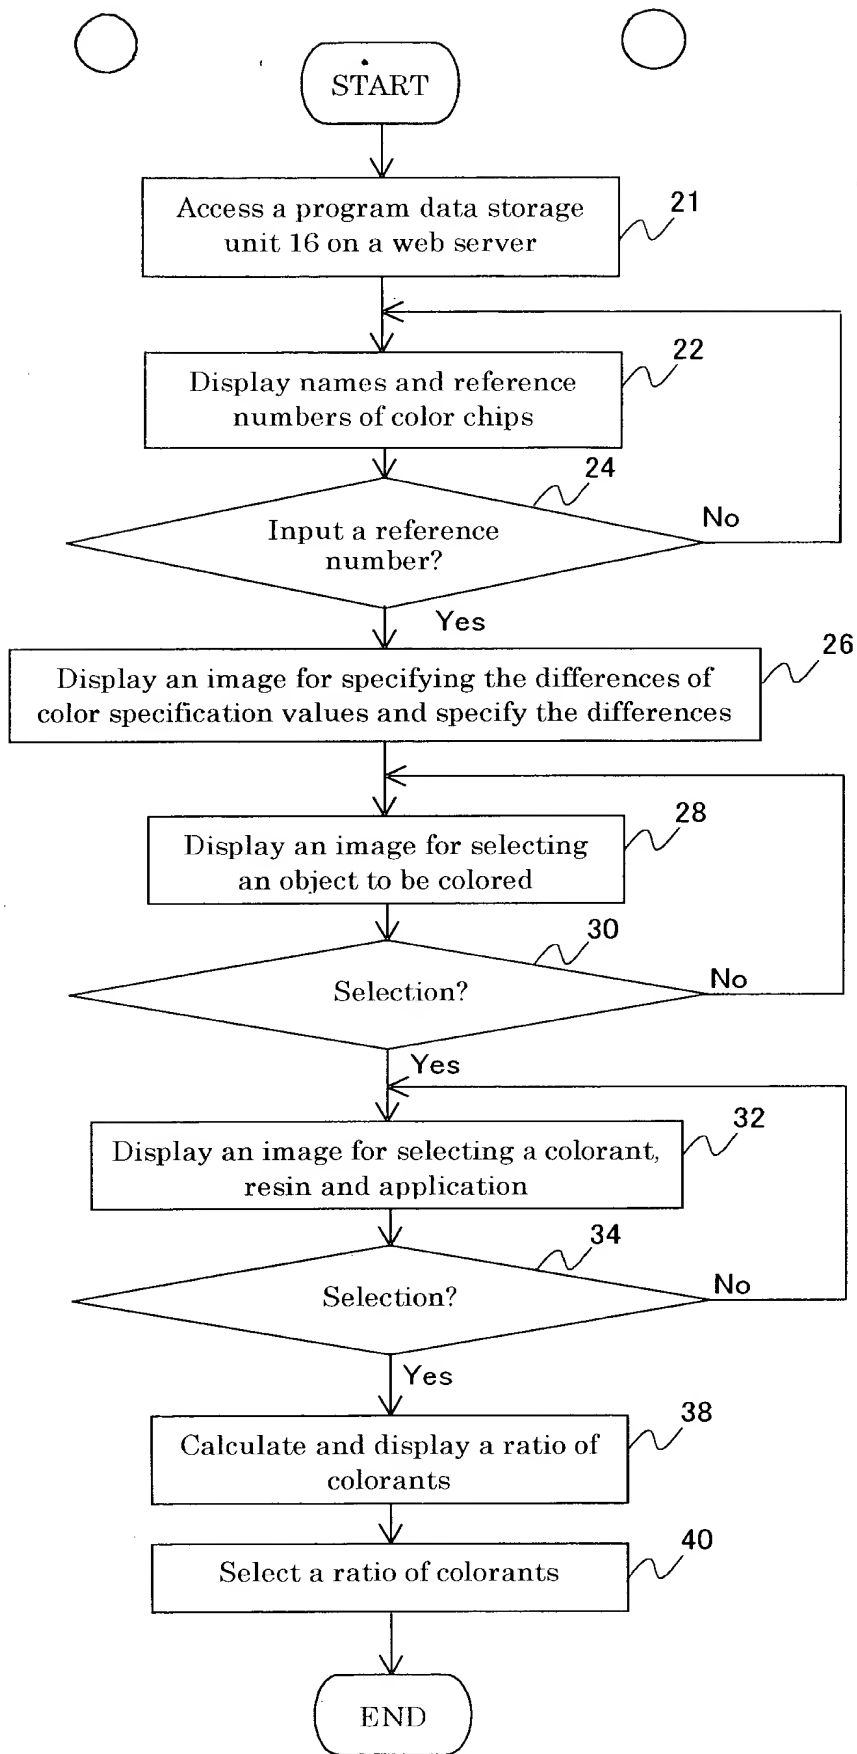 START
Access a program data storage
unit 16 on a web server
21
Display names and reference
numbers of color chips
22
24
Input a reference
number?
No
Yes
26
Display an image for specifying the differences of
color specification values and specify the differences
28
Display an image for selecting
an object to be colored
30
Selection?
No
Yes
32
Display an image for selecting a colorant,
resin and application
34
Selection?
No
Yes
38
Calculate and display a ratio of
colorants
40
Select a ratio of colorants
END